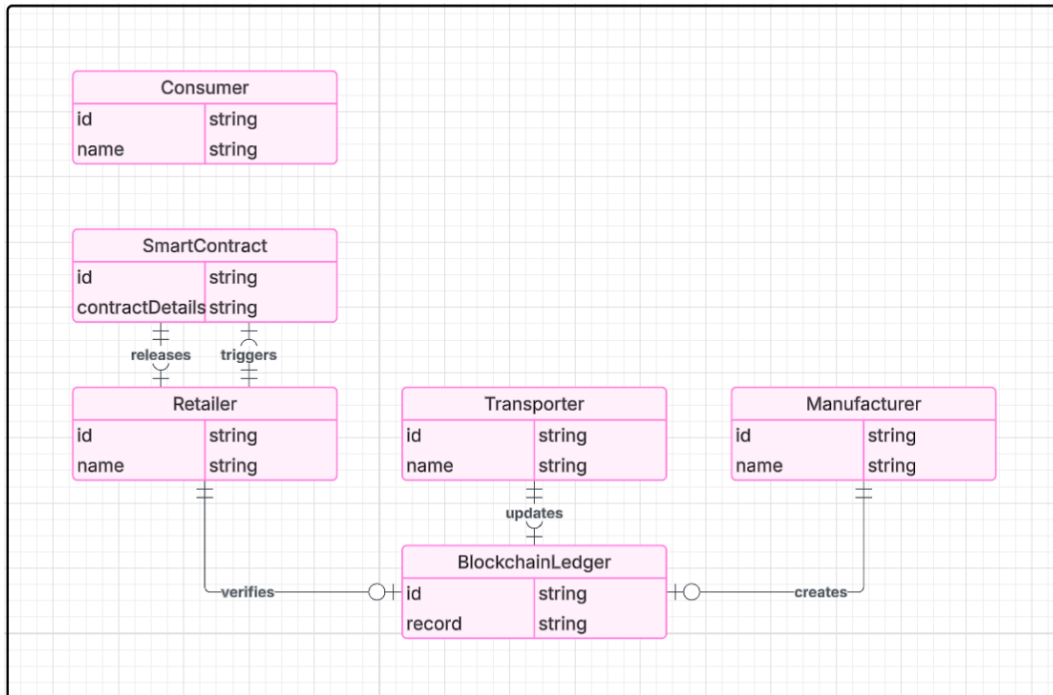 Consumer
id string
name string
SmartContract
id string
contractDetails string
releases triggers
Retailer Transporter Manufacturer
id string id string id string
name string name string name string
updates
BlockchainLedger
verifies id string creates
record string